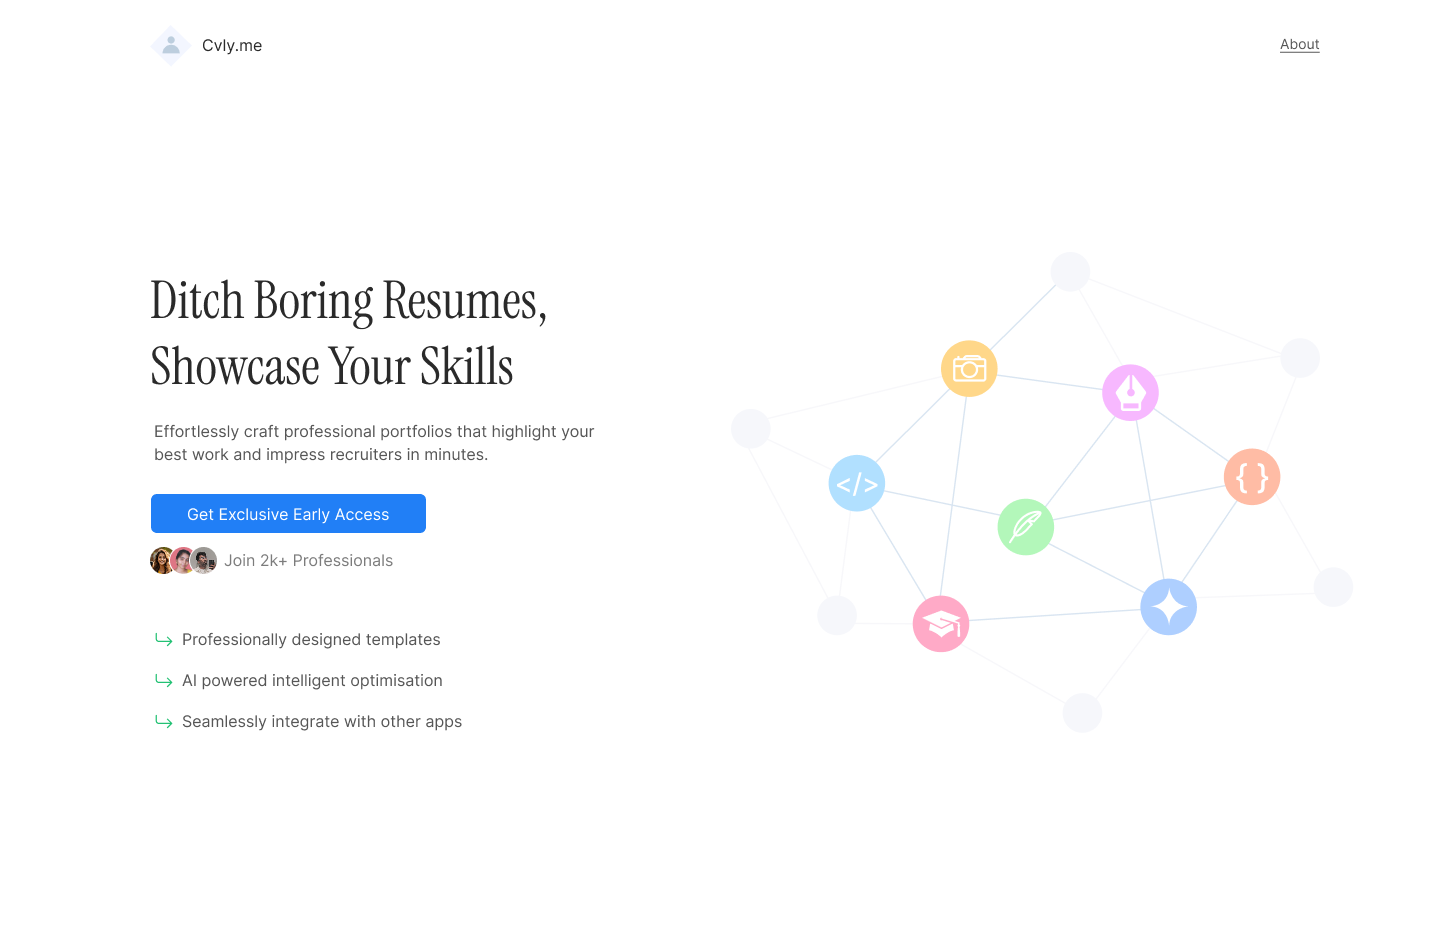 Cvly.me
About
Ditch Boring Resumes,
Showcase Your Skills
Effortlessly craft professional portfolios that highlight your
best work and impress recruiters in minutes.
Get Exclusive Early Access
Join 2k+ Professionals
Professionally designed templates
AI powered intelligent optimisation
Seamlessly integrate with other apps
</>
{ }